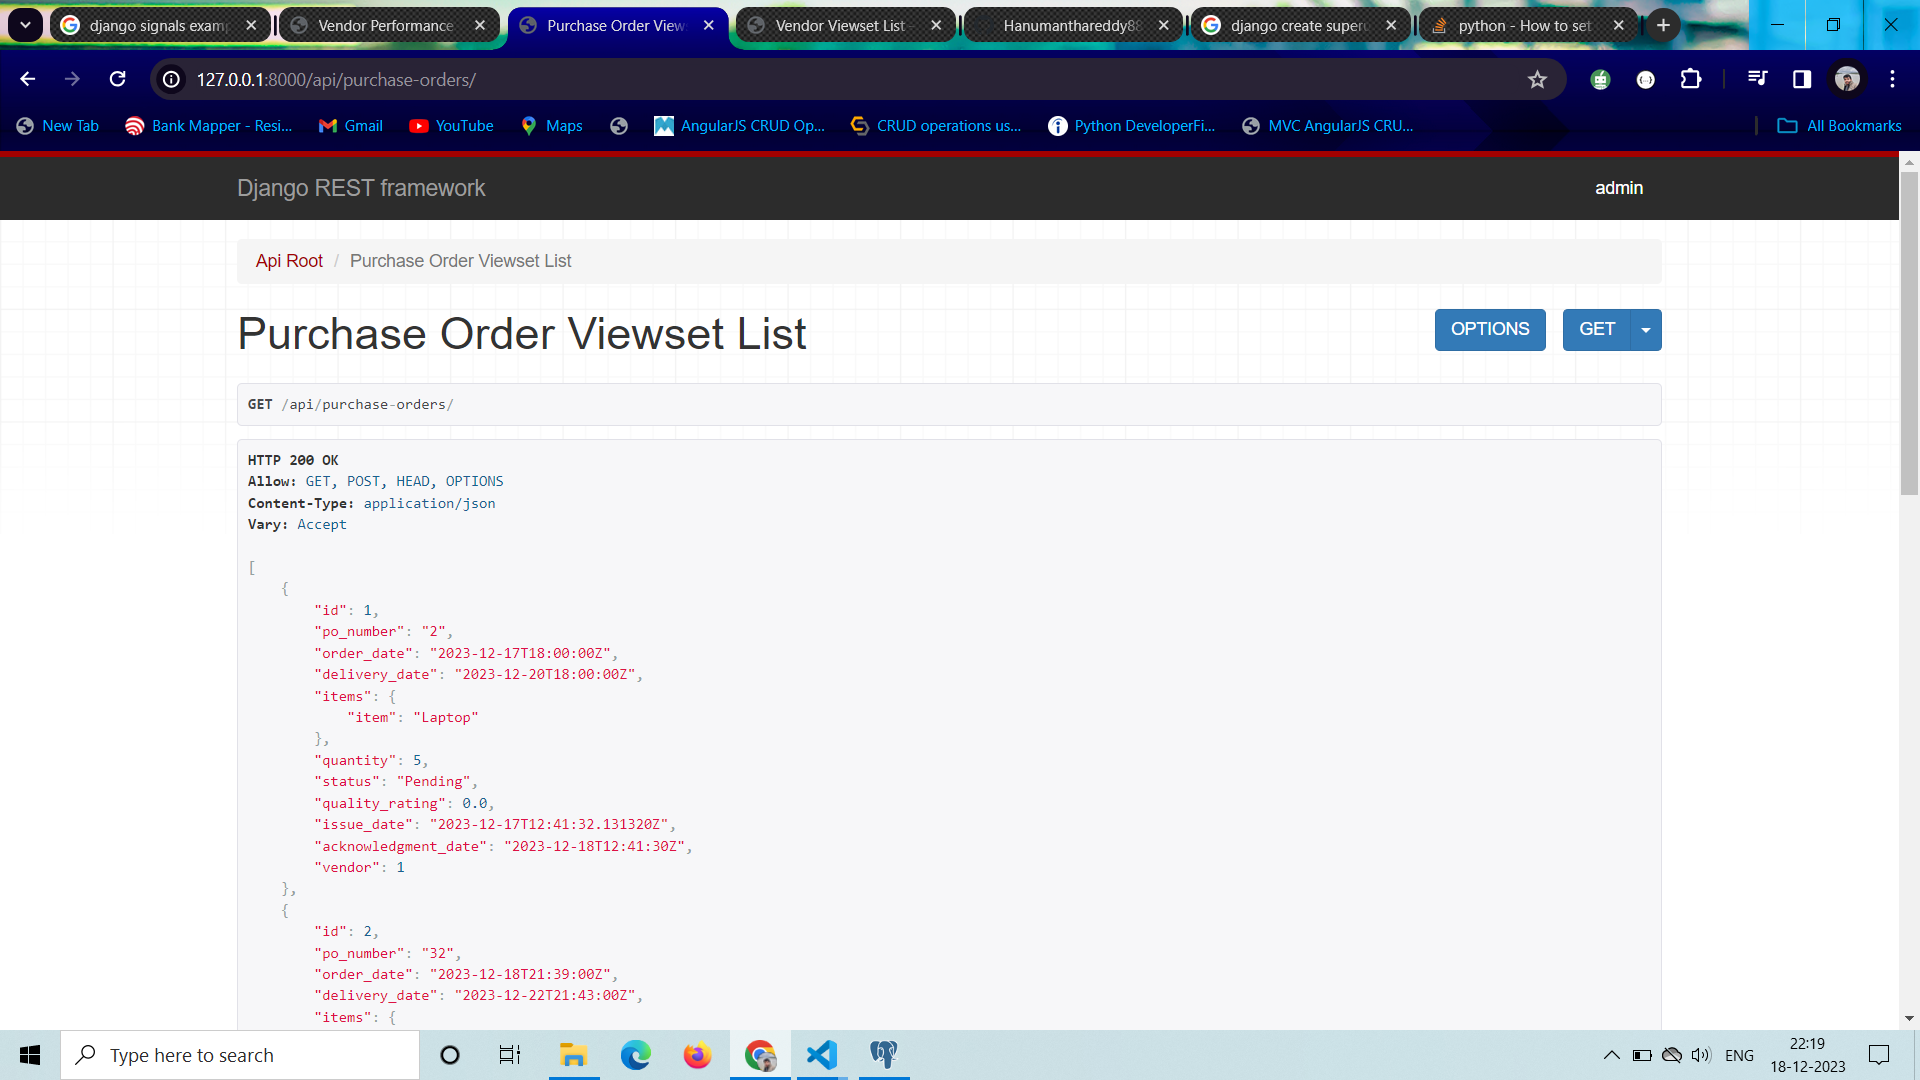 django signals exam
Vendor Performance
Purchase Order View
Vendor Viewset List
Hanumanthareddy88
django create superu
python - How to set
127.0.0.1:8000/api/purchase-orders/
New Tab
Bank Mapper - Resi...
Gmail
YouTube
Maps
AngularJS CRUD Op...
CRUD operations us...
Python DeveloperFi...
MVC AngularJS CRU...
All Bookmarks
Django REST framework
admin
Api Root / Purchase Order Viewset List
Purchase Order Viewset List
OPTIONS
GET
GET /api/purchase-orders/
HTTP 200 OK
Allow: GET, POST, HEAD, OPTIONS
Content-Type: application/json
Vary: Accept
[
{
"id": 1,
"po_number": "2",
"order_date": "2023-12-17T18:00:00Z",
"delivery_date": "2023-12-20T18:00:00Z",
"items": {
"item": "Laptop"
},
"quantity": 5,
"status": "Pending",
"quality_rating": 0.0,
"issue_date": "2023-12-17T12:41:32.131320Z",
"acknowledgment_date": "2023-12-18T12:41:30Z",
"vendor": 1
},
{
"id": 2,
"po_number": "32",
"order_date": "2023-12-18T21:39:00Z",
"delivery_date": "2023-12-22T21:43:00Z",
"items": {
Type here to search
ENG
22:19
18-12-2023